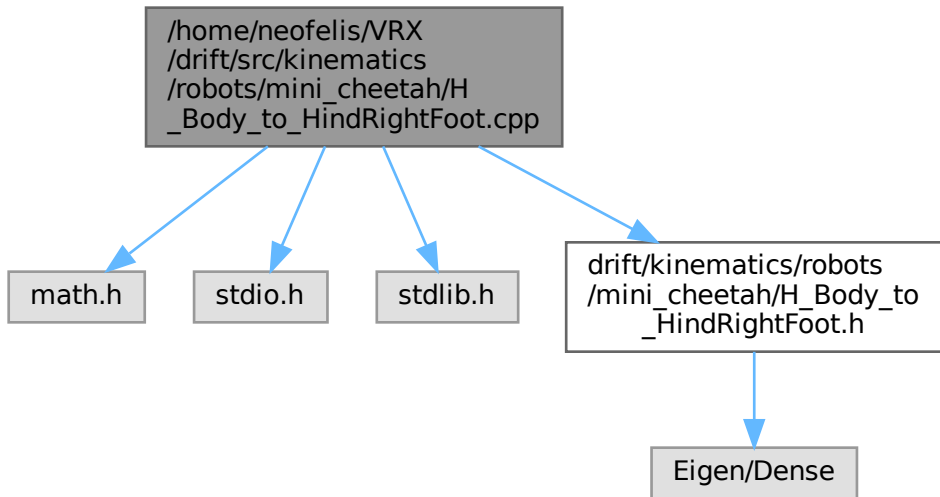 /home/neofelis/VRX
/drift/src/kinematics
/robots/mini_cheetah/H
_Body_to_HindRightFoot.cpp
math.h
stdio.h
stdlib.h
drift/kinematics/robots
/mini_cheetah/H_Body_to
_HindRightFoot.h
Eigen/Dense